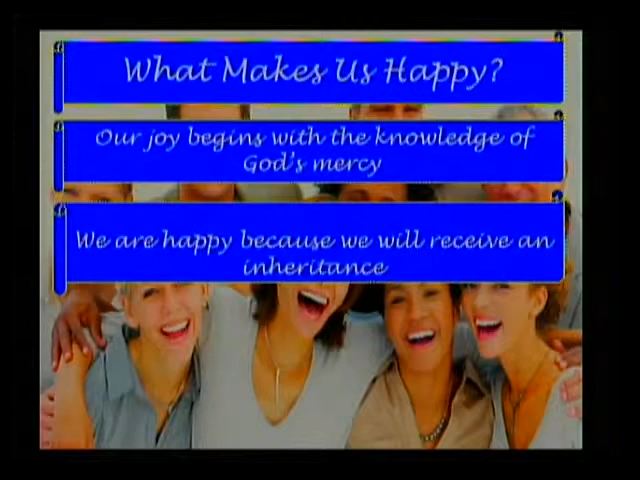 What Makes Us Happy?
Our joy begins with the knowledge of
God's mercy
We are happy because we will receive an
inheritance